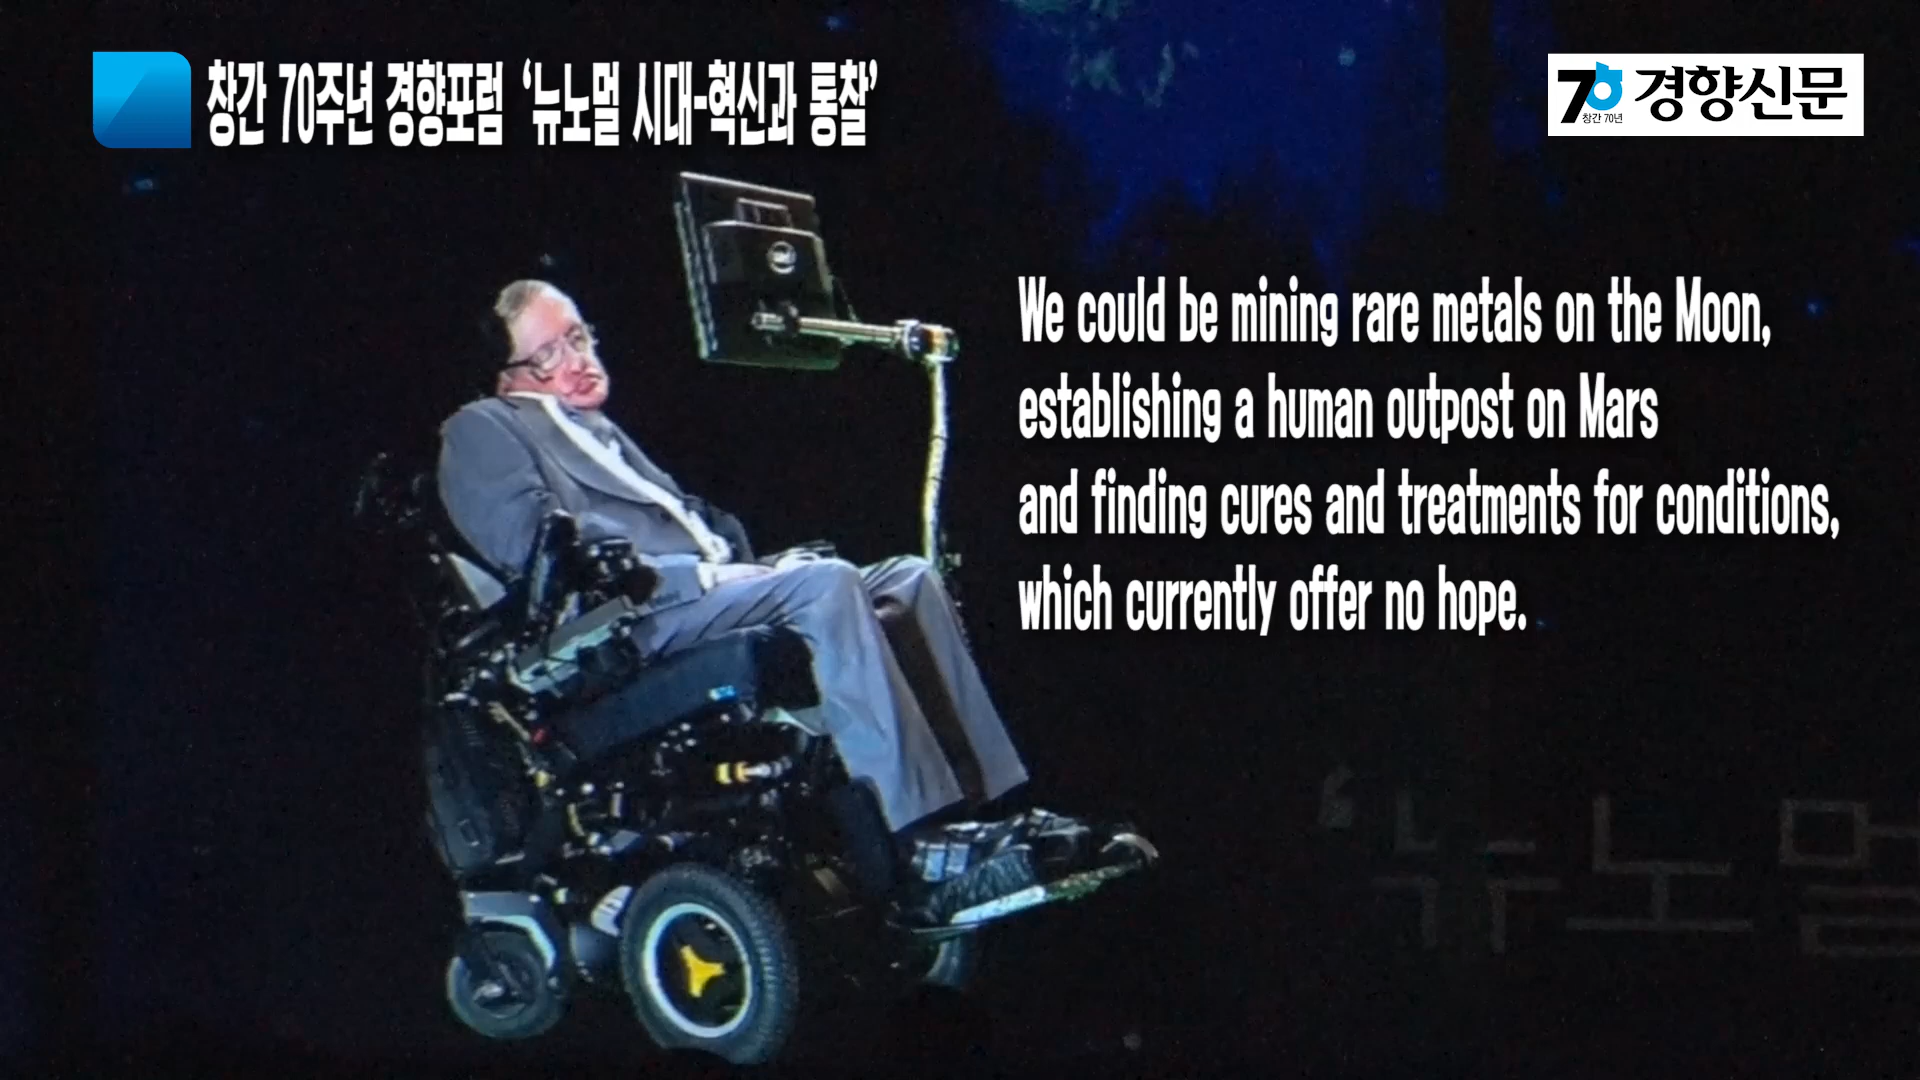 창간 70주년 경향포럼 ‘뉴노멀 시대-혁신과 통찰’
70 경향신문
창간 70년
We could be mining rare metals on the Moon,
establishing a human outpost on Mars
and finding cures and treatments for conditions,
which currently offer no hope.
‘뉴노멀